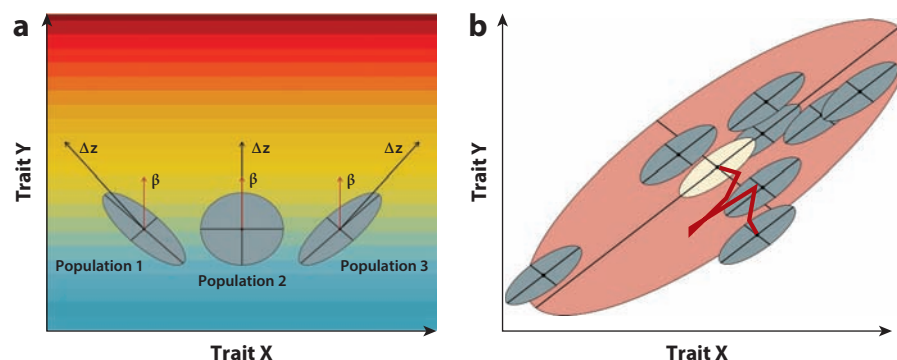 a
Trait Y
Δz
Δz
Δz
β
β
β
Population 1
Population 2
Population 3
Trait X
b
Trait Y
Trait X